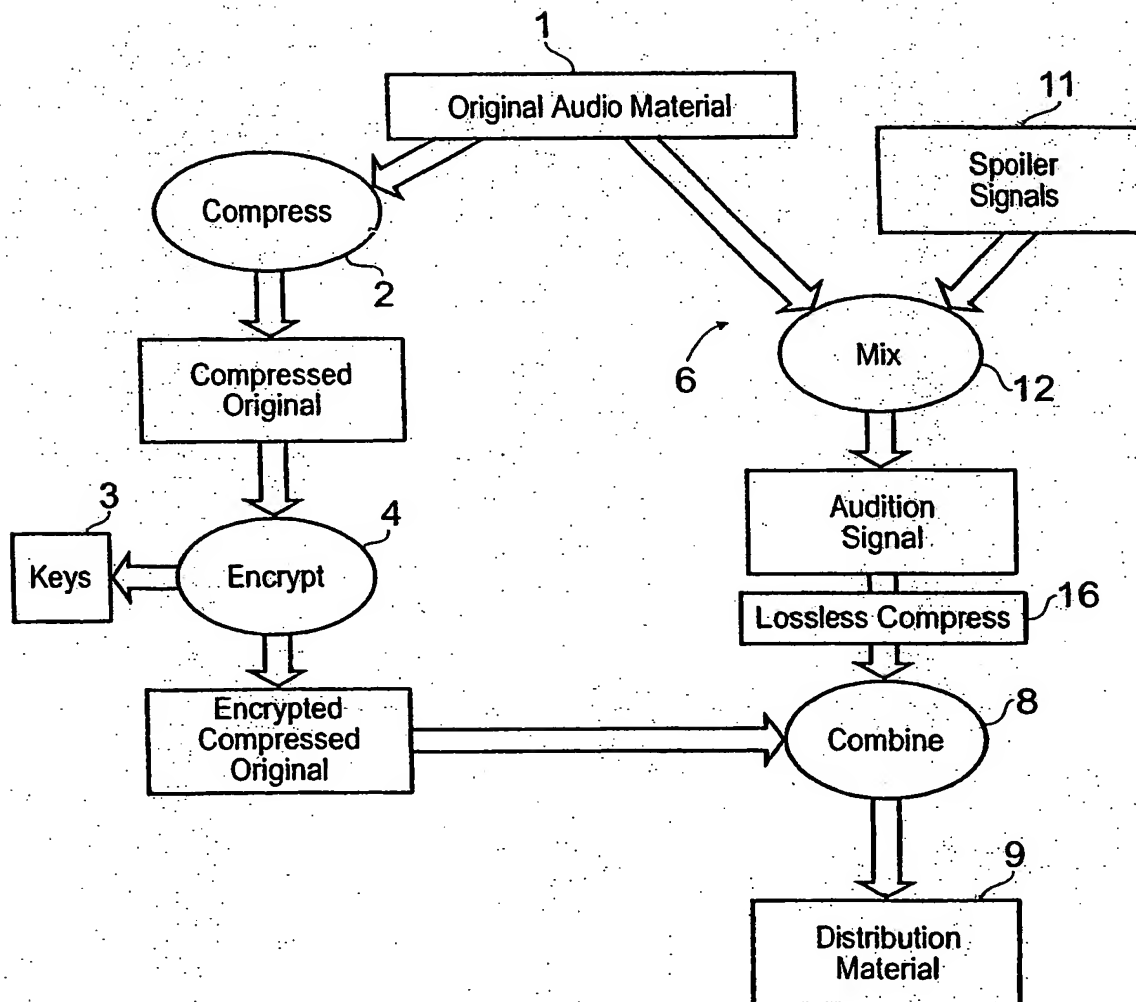 1
Original Audio Material
11
Spoiler
Signals
Compress
2
6
Mix
12
Compressed
Original
3
Keys
4
Encrypt
Audition
Signal
Lossless Compress
16
Encrypted
Compressed
Original
Combine
8
9
Distribution
Material